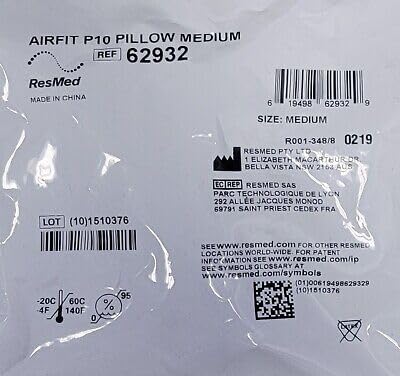 AIRFIT P10 PILLOW MEDIUM
REF 62932
ResMed
MADE IN CHINA
6 19498 62932 9
SIZE: MEDIUM
R001-348/8 0219
RESMED PTY LTD
1 ELIZABETH MACARTHUR DR
BELLA VISTA NSW 2153 AUS
EC REP RESMED SAS
PARC TECHNOLOGIQUE DE LYON
292 ALLÉE JACQUES MONOD
69791 SAINT PRIEST CEDEX FRA
LOT (10)1510376
SEE WWW.RESMED.COM FOR OTHER RESMED
LOCATIONS WORLD-WIDE. FOR PATENT
INFORMATION, SEE www.resmed.com/ip
SEE SYMBOLS GLOSSARY AT
www.resmed.com/symbols
(01)00619498629329
(10)1510376
-20C 60C
-4F 140F
95
0
LATEX